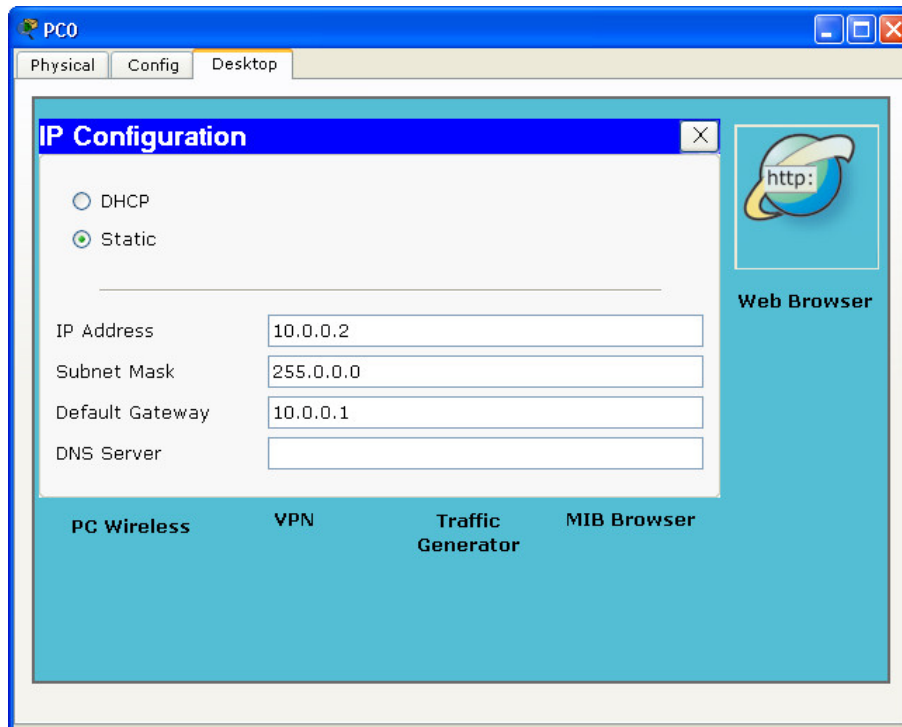 PC0
Physical Config Desktop
IP Configuration X
http:
DHCP
Static
Web Browser
IP Address 10.0.0.2
Subnet Mask 255.0.0.0
Default Gateway 10.0.0.1
DNS Server
PC Wireless VPN Traffic Generator MIB Browser